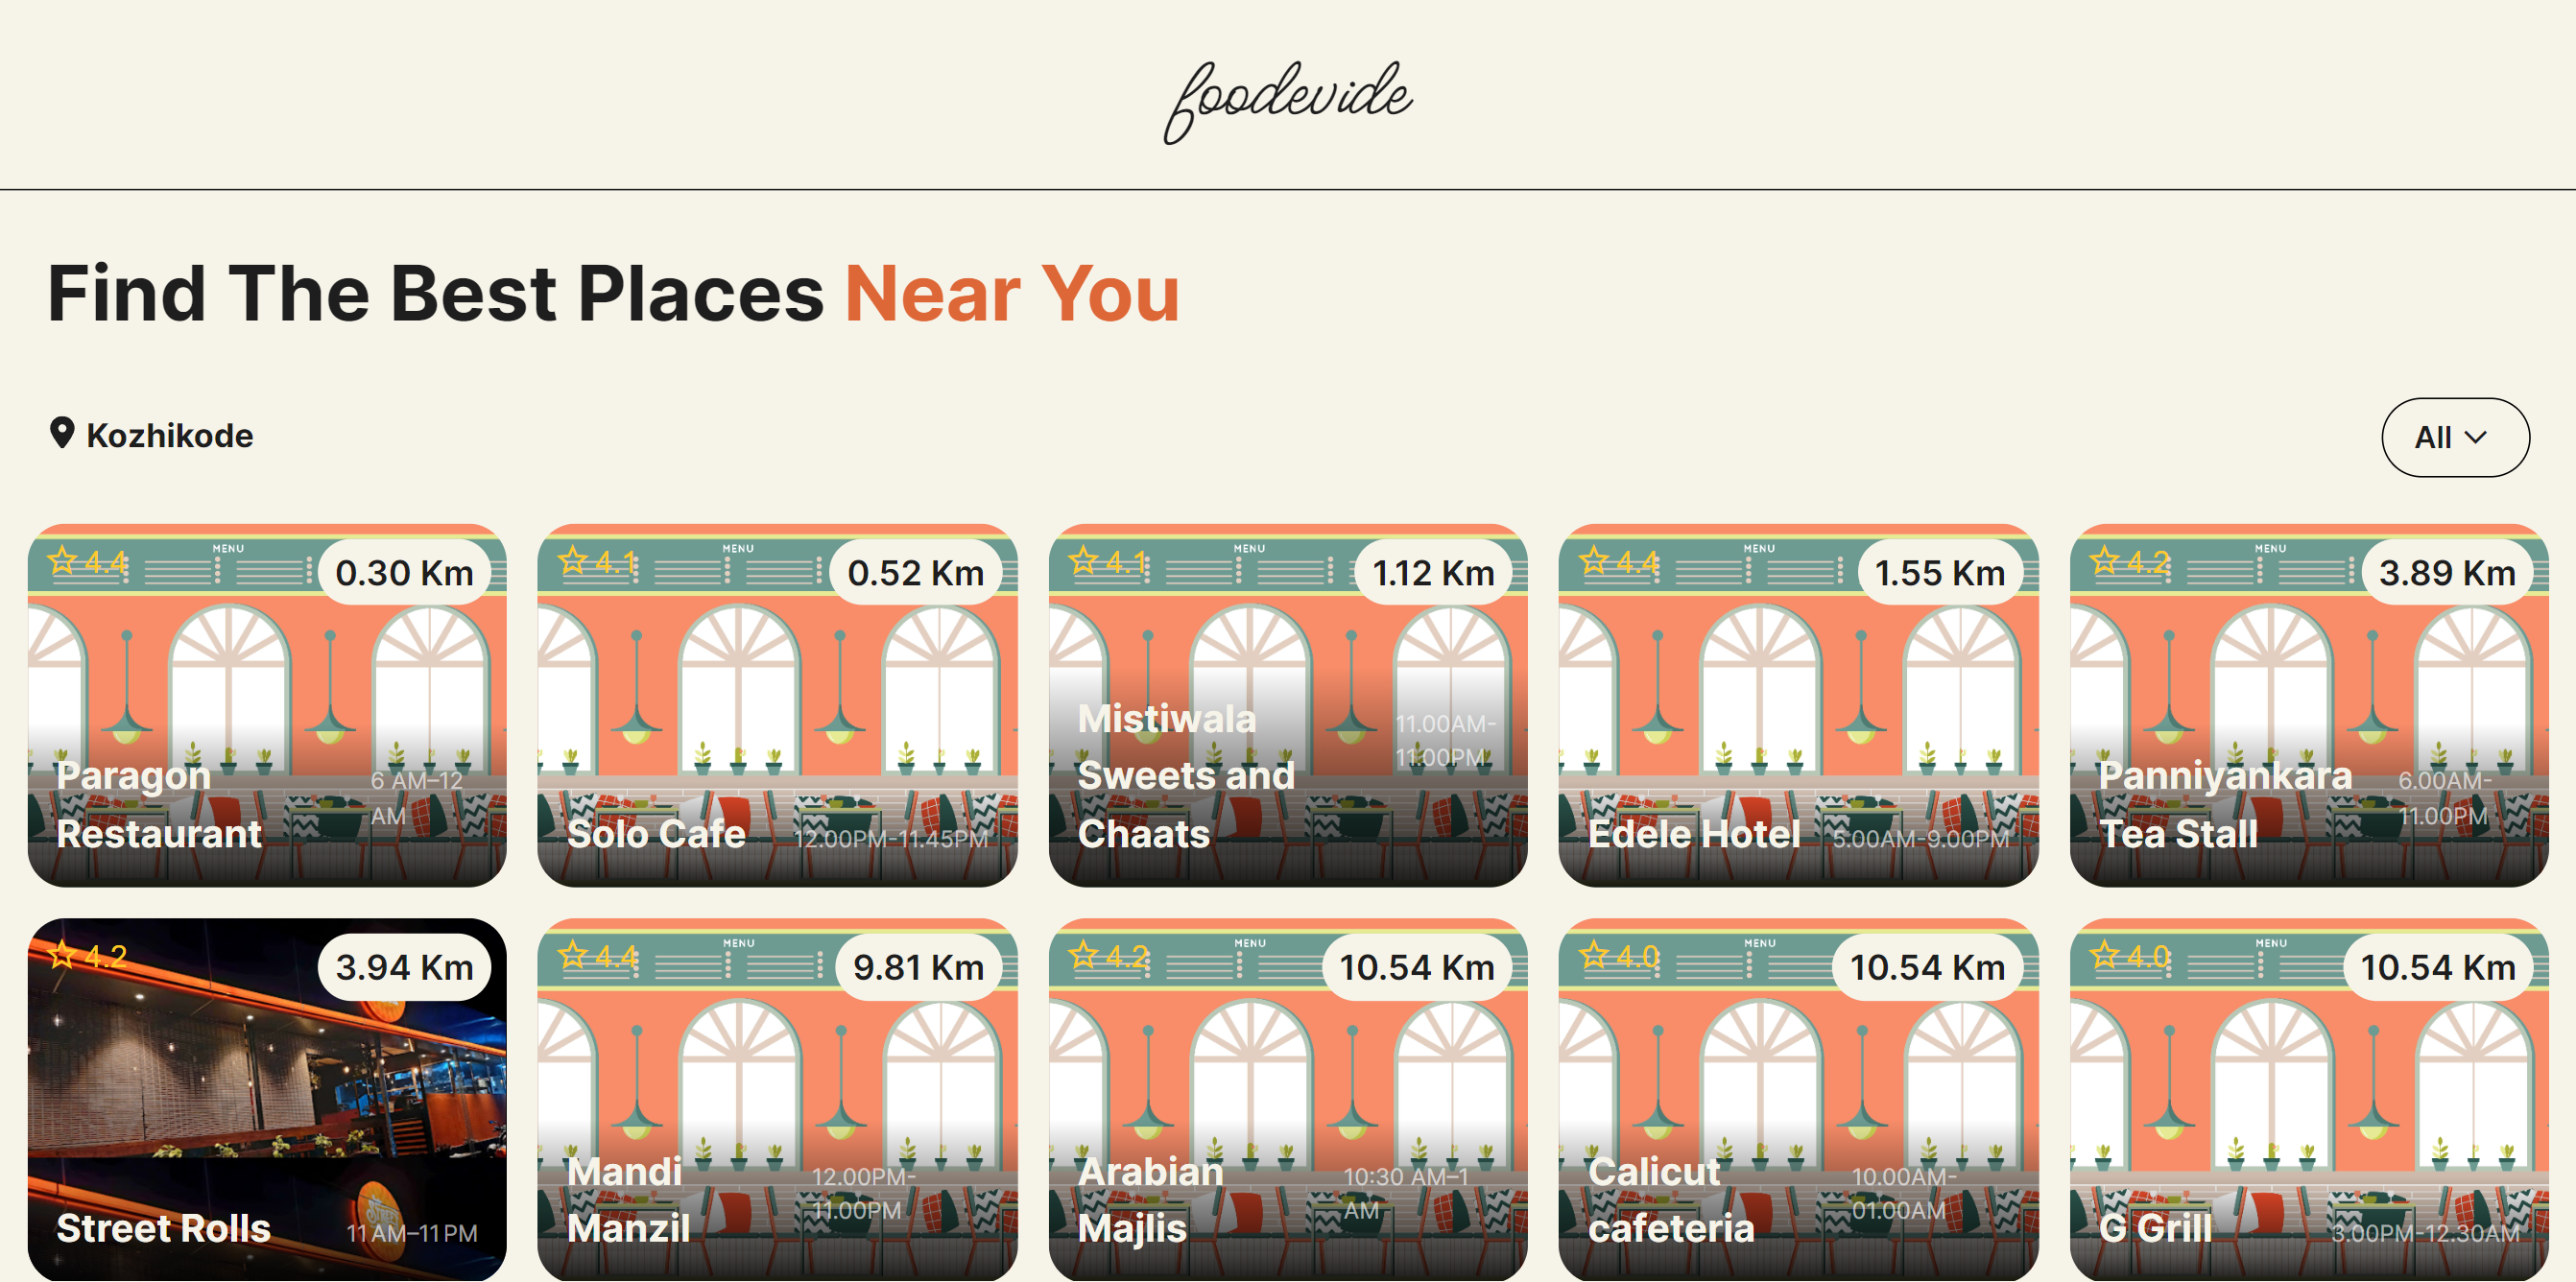 foodevide
Find The Best Places Near You
Kozhikode
All
MENU
4.4
0.30 Km
Paragon
Restaurant
6 AM–12
AM
MENU
4.1
0.52 Km
Solo Cafe
12.00PM-11.45PM
MENU
4.1
1.12 Km
Mistiwala
Sweets and
Chaats
11.00AM-
11:00PM
MENU
4.4
1.55 Km
Edele Hotel
5.00AM-9.00PM
MENU
4.2
3.89 Km
Panniyankara
Tea Stall
6.00AM-
11.00PM
4.2
3.94 Km
Street Rolls
11 AM–11 PM
MENU
4.4
9.81 Km
Mandi
Manzil
12.00PM-
11.00PM
MENU
4.2
10.54 Km
Arabian
Majlis
10:30 AM–1
AM
MENU
4.0
10.54 Km
Calicut
cafeteria
10.00AM-
01.00AM
MENU
4.0
10.54 Km
G Grill
3.00PM-12.30AM